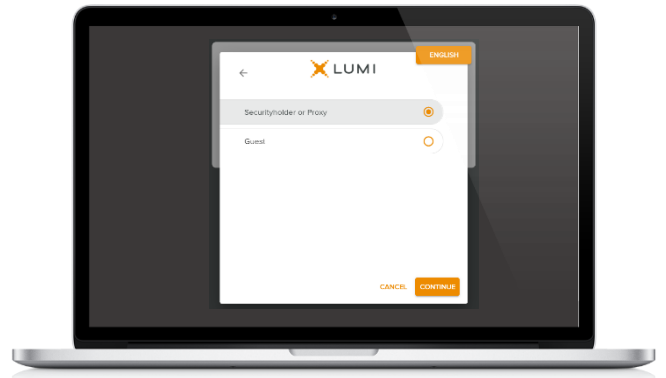 ENGLISH
LUMI
Securityholder or Proxy
Guest
CANCEL
CONTINUE